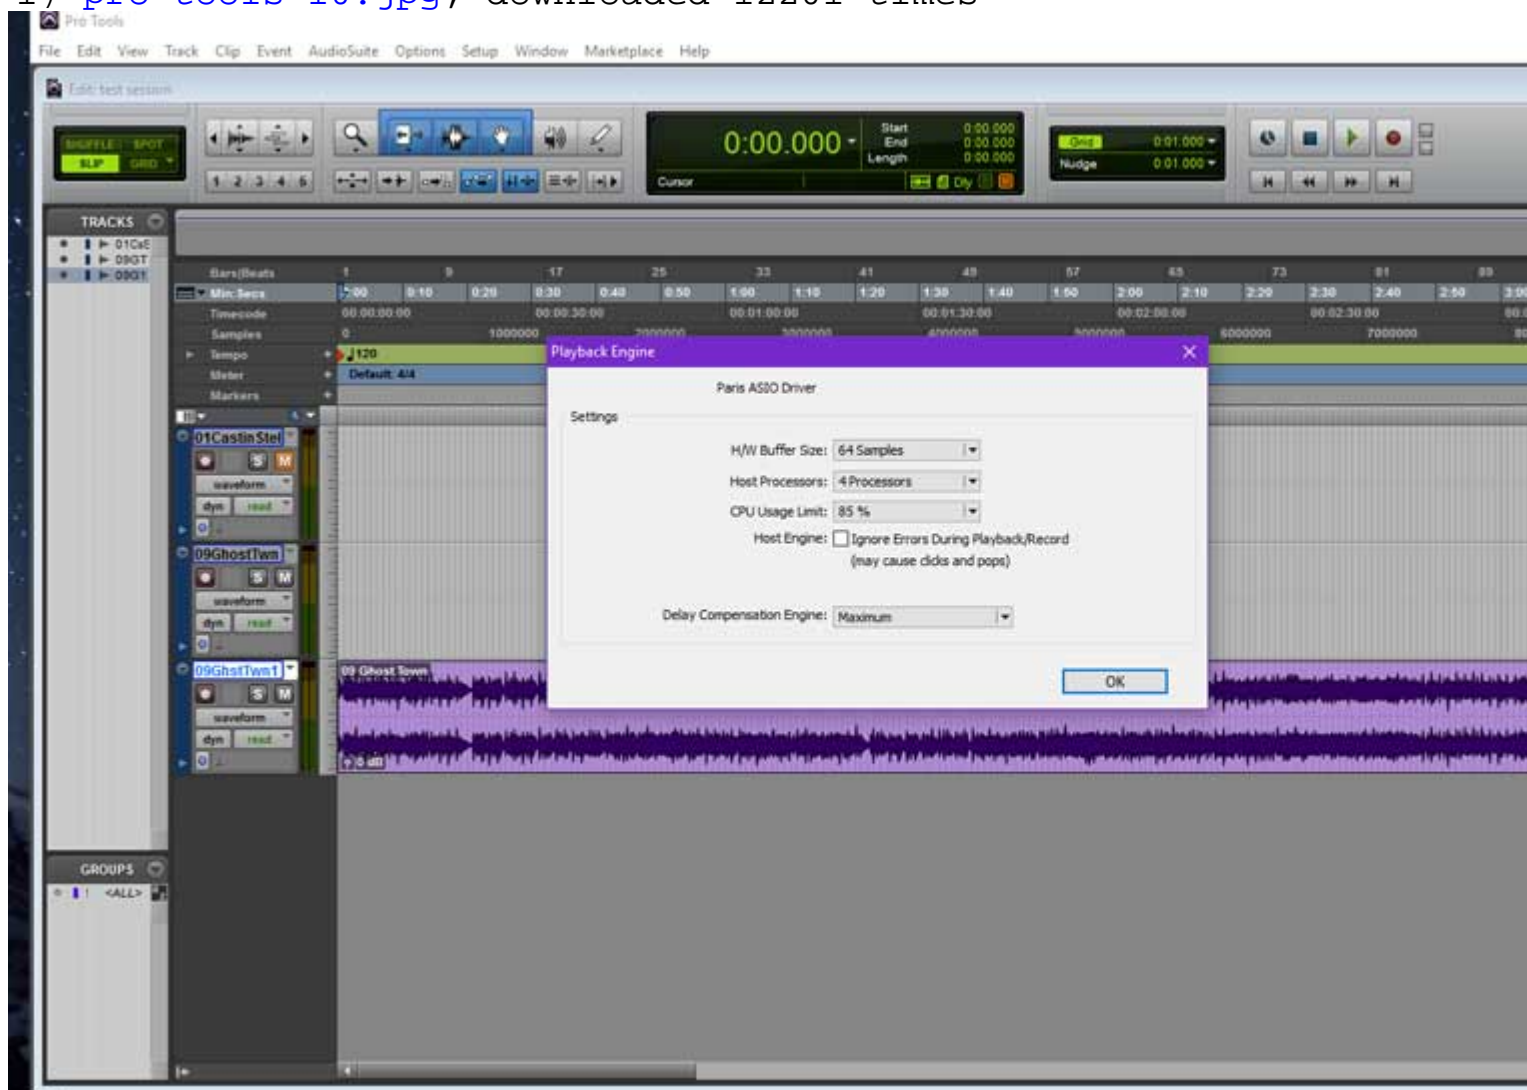 Pro Tools
File Edit View Track Clip Event AudioSuite Options Setup Window Marketplace Help
Edit: test session
SHUFFLE SPOT
SLIP GRID
1 2 3 4 5
0:00.000
Start 0:00.000
End 0:00.000
Length 0:00.000
Cursor
Dly
Grid 0:01.000
Nudge 0:01.000
TRACKS
09GT
Bars|Beats 1 9 17 25 33 41 49 57 65 73 81 89
Min:Secs 0:10 0:20 0:30 0:40 0:50 1:00 1:10 1:20 1:30 1:40 1:50 2:00 2:10 2:20 2:30 2:40 2:50
Timecode 00:00:00:00 00:00:30:00 00:01:00:00 00:01:30:00 00:02:00:00 00:02:30:00
Samples 0 1000000 2000000 3000000 4000000 5000000 6000000 7000000
Tempo 120
Meter Default: 4/4
Markers
01CastinStel
S M
waveform
dyn read
09GhostTwn
S M
waveform
dyn read
09GhstTwn1
S M
waveform
dyn read
09 Ghost Town
0 dB
Playback Engine
Paris ASIO Driver
Settings
H/W Buffer Size: 64 Samples
Host Processors: 4 Processors
CPU Usage Limit: 85 %
Host Engine: Ignore Errors During Playback/Record
(may cause clicks and pops)
Delay Compensation Engine: Maximum
OK
GROUPS
! <ALL>